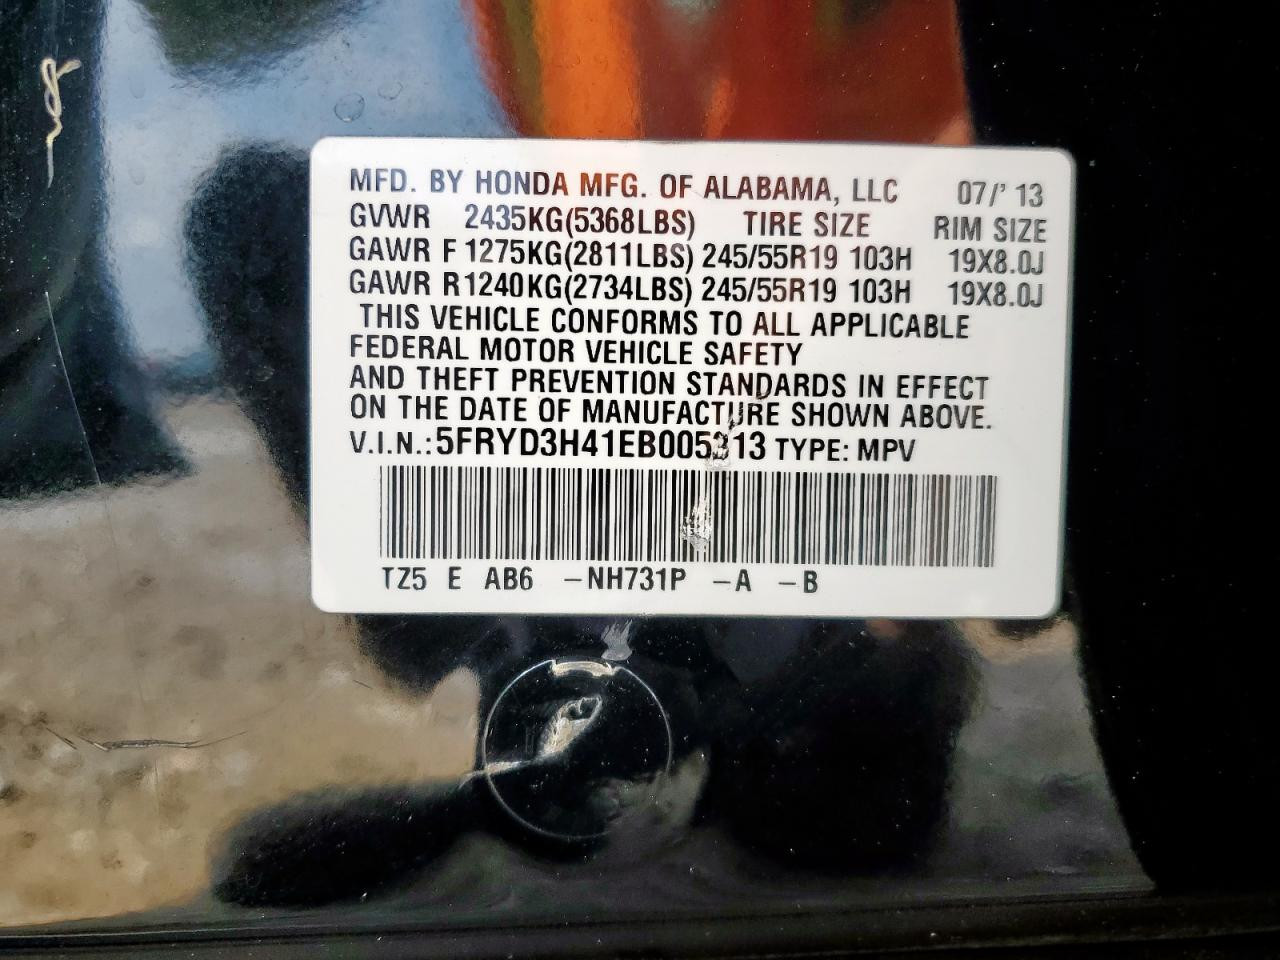 MFD. BY HONDA MFG. OF ALABAMA, LLC 07/' 13
GVWR 2435KG(5368LBS) TIRE SIZE RIM SIZE
GAWR F 1275KG(2811LBS) 245/55R19 103H 19X8.0J
GAWR R1240KG(2734LBS) 245/55R19 103H 19X8.0J
THIS VEHICLE CONFORMS TO ALL APPLICABLE
FEDERAL MOTOR VEHICLE SAFETY
AND THEFT PREVENTION STANDARDS IN EFFECT
ON THE DATE OF MANUFACTURE SHOWN ABOVE.
V.I.N.:5FRYD3H41EB005313 TYPE: MPV
TZ5 E AB6 –NH731P –A –B